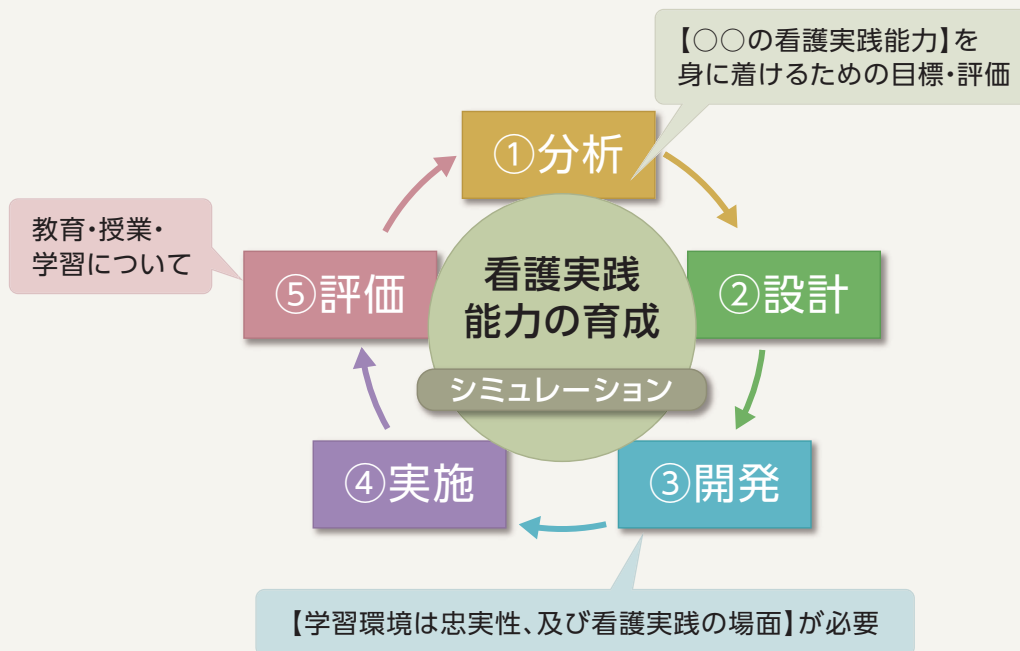 【○○の看護実践能力】を
身に着けるための目標・評価
①分析
教育・授業・
学習について
⑤評価
看護実践
能力の育成
②設計
シミュレーション
④実施
③開発
【学習環境は忠実性、及び看護実践の場面】が必要